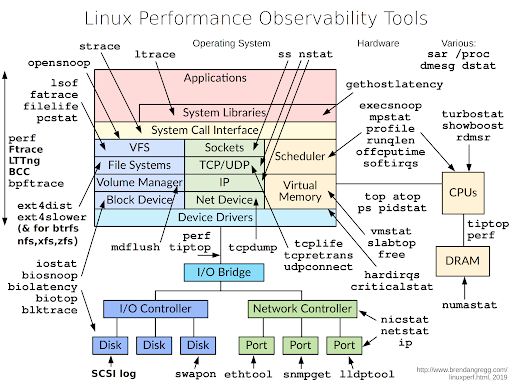 Linux Performance Observability Tools
Operating System
Hardware
Various:
sar /proc
dmesg dstat
strace
ltrace
ss nstat
opensnoop
lsof
fatrace
filelife
pcstat
perf
Ftrace
LTTng
BCC
bpftrace
ext4dist
ext4slower
(& for btrfs
nfs,xfs,zfs)
iostat
biosnoop
biolatency
biotop
blktrace
Applications
System Libraries
System Call Interface
VFS
Sockets
File Systems
TCP/UDP
Scheduler
Volume Manager
IP
Virtual
Memory
Block Device
Net Device
Device Drivers
gethostlatency
execsnoop
mpstat
profile
runqlen
offcputime
softirqs
turbostat
showboost
rdmsr
CPUs
top atop
ps pidstat
vmstat
slabtop
free
tiptop
perf
DRAM
numastat
hardirqs
criticalstat
mdflush
perf
tiptop
tcpdump
tcplife
tcpretrans
udpconnect
I/O Bridge
I/O Controller
Network Controller
nicstat
netstat
ip
Disk
Disk
Disk
Port
Port
Port
SCSI log
swapon
ethtool
snmpget
lldptool
http://www.brendangregg.com/
linuxperf.html, 2019